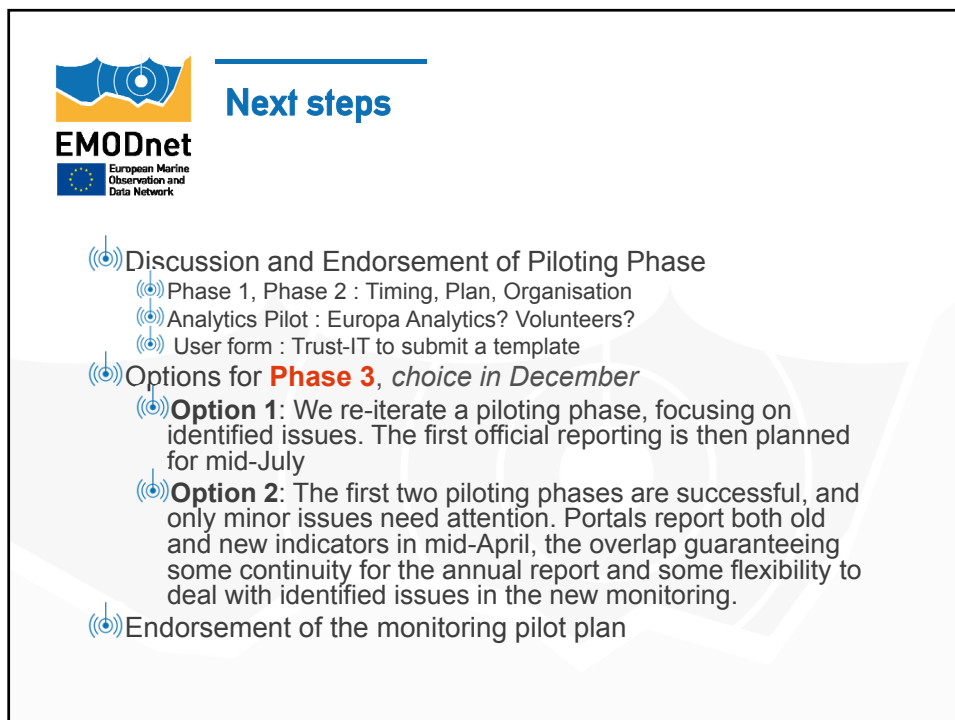 Next steps
EMODnet
European Marine
Observation and
Data Network
Discussion and Endorsement of Piloting Phase
Phase 1, Phase 2 : Timing, Plan, Organisation
Analytics Pilot : Europa Analytics? Volunteers?
User form : Trust-IT to submit a template
Options for Phase 3, choice in December
Option 1: We re-iterate a piloting phase, focusing on
identified issues. The first official reporting is then planned
for mid-July
Option 2: The first two piloting phases are successful, and
only minor issues need attention. Portals report both old
and new indicators in mid-April, the overlap guaranteeing
some continuity for the annual report and some flexibility to
deal with identified issues in the new monitoring.
Endorsement of the monitoring pilot plan